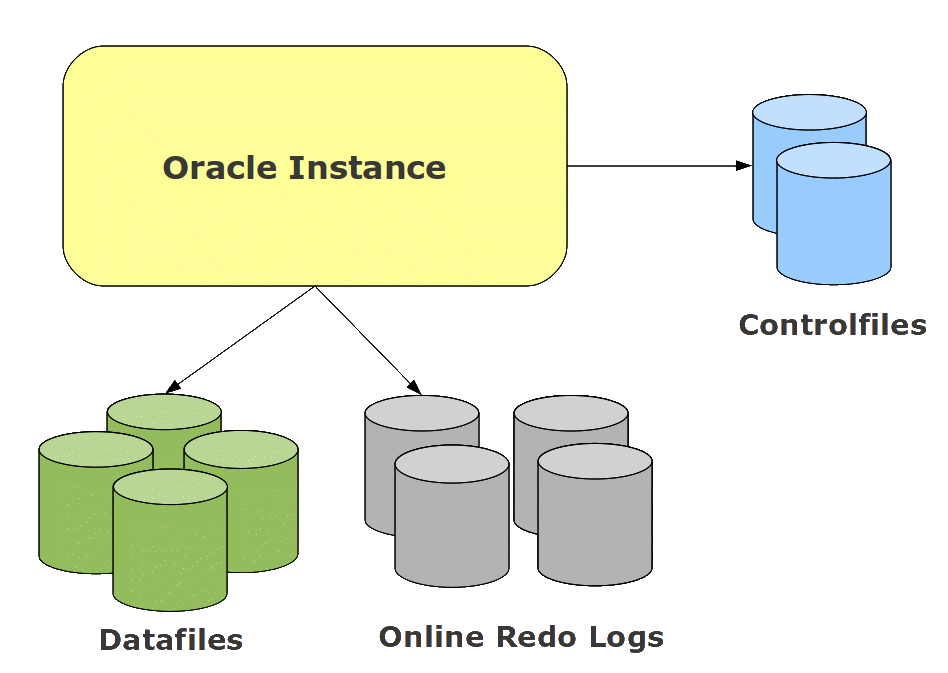 Oracle Instance
Controlfiles
Datafiles
Online Redo Logs